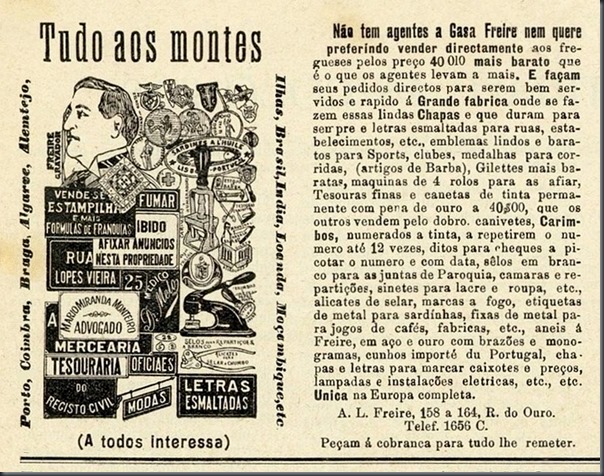 Tudo aos montes
Porto, Coimbra, Braga, Algarve, Alemtejo,
FREIRE
GRAVADOR
SARDINES A L'HUILE
VENDE-SE
ESTAMPILHA
E MAIS
FORMULAS DE FRANQUIAS
FUMAR
IBIDO
AFIXAR ANUNCIOS
NESTA PROPRIEDADE
RUA
LOPES VIEIRA
25
MEDICO
A
MARIO MIRANDA MONTEIRO
ADVOGADO
MERCEARIA
TESOURARIA
OFICIAES
DO
REGISTO CIVIL
MODAS
LETRAS
ESMALTADAS
Ilhas, Brasil, India, Loanda, Moçambique, etc
(A todos interessa)
Não tem agentes a Casa Freire nem quere
preferindo vender directamente aos fre-
gueses pelos preço 40 010 mais barato que
é o que os agentes levam a mais. E façam
seus pedidos directos para serem bem ser-
vidos e rapido á Grande fabrica onde se fa-
zem essas lindas Chapas e que duram para
sempre e letras esmaltadas para ruas, esta-
belecimentos, etc., emblemas lindos e bara-
tos para Sports, clubes, medalhas para cor-
ridas, (artigos de Barba), Gilettes mais ba-
ratas, maquinas de 4 rolos para as afiar,
Tesouras finas e canetas de tinta perma-
nente com pena de ouro a 40$00, que os
outros vendem pelo dobro. canivetes, Carim-
bos, numerados a tinta, a repetirem o nu-
mero até 12 vezes, ditos para cheques a pi-
cotar o numero e com data, sêlos em bran-
co para as juntas de Paroquia, camaras e re-
partições, sinetes para lacre e roupa, etc.,
alicates de selar, marcas a fogo, etiquetas
de metal para sardinhas, fixas de metal pa-
ra jogos de cafés, fabricas, etc., aneis á
Freire, em aço e ouro com brazões e mono-
gramas, cunhos importé du Portugal, cha-
pas e letras para marcar caixotes e preços,
lampadas e instalações eletricas, etc., etc.
Unica na Europa completa.
A. L. Freire, 158 a 164, R. do Ouro.
Telef. 1656 C.
Peçam á cobranca para tudo lhe remeter.